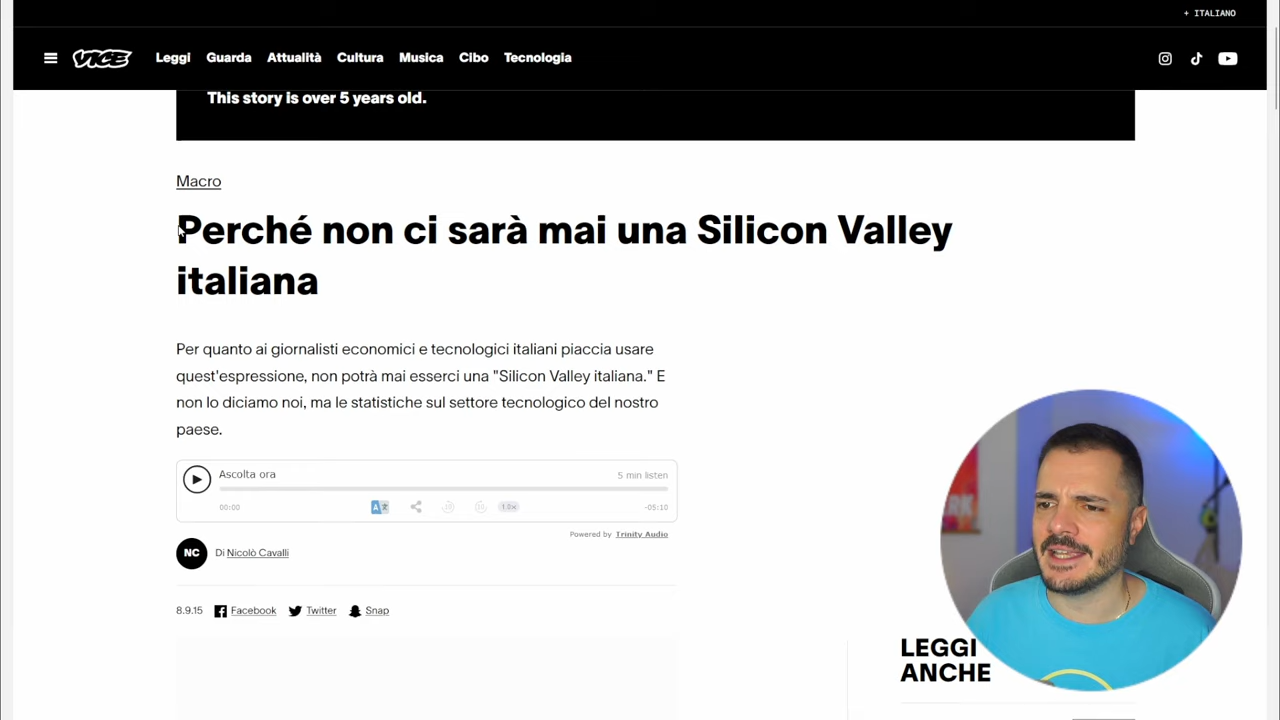 + ITALIANO
VICE
Leggi Guarda Attualità Cultura Musica Cibo Tecnologia
This story is over 5 years old.
Macro
Perché non ci sarà mai una Silicon Valley
italiana
Per quanto ai giornalisti economici e tecnologici italiani piaccia usare
quest'espressione, non potrà mai esserci una "Silicon Valley italiana." E
non lo diciamo noi, ma le statistiche sul settore tecnologico del nostro
paese.
Ascolta ora
5 min listen
00:00
1.0x
-05:10
Powered by Trinity Audio
NC
Di Nicolò Cavalli
8.9.15 Facebook Twitter Snap
LEGGI
ANCHE